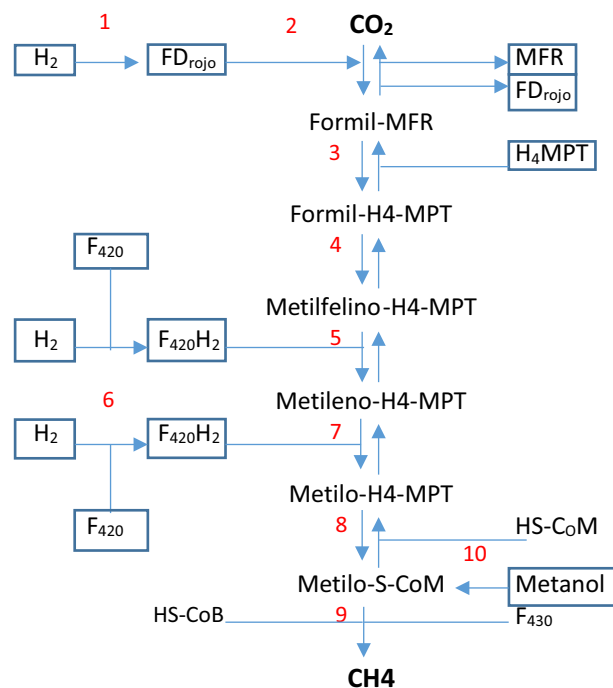 1
2
CO₂
H₂
FDrojo
MFR
FDrojo
Formil-MFR
3
H₄MPT
Formil-H4-MPT
F₄₂₀
4
Metilfelino-H4-MPT
H₂
F₄₂₀H₂
5
6
Metileno-H4-MPT
H₂
F₄₂₀H₂
7
Metilo-H4-MPT
F₄₂₀
8
HS-CoM
10
Metilo-S-CoM
Metanol
HS-CoB
9
F₄₃₀
CH4